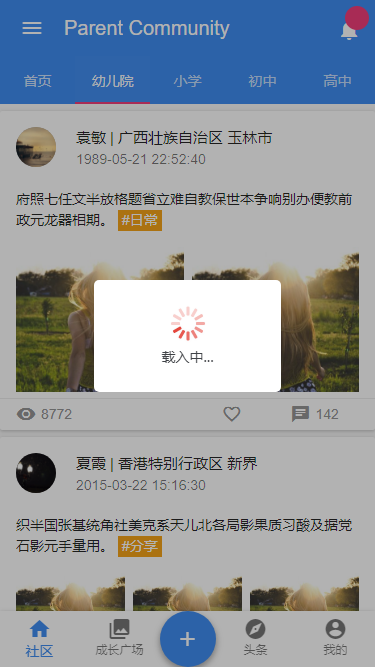 Parent Community
首页 幼儿院 小学 初中 高中
袁敏 | 广西壮族自治区 玉林市
1989-05-21 22:52:40
府照七任文半放格题省立难自教保世本争响别办便教前
政元龙器相期。 #日常
载入中...
8772 142
夏霞 | 香港特别行政区 新界
2015-03-22 15:16:30
织半国张基统角社美克系天儿北各局影果质习酸及据党
石影元手量用。 #分享
+
社区 成长广场 头条 我的